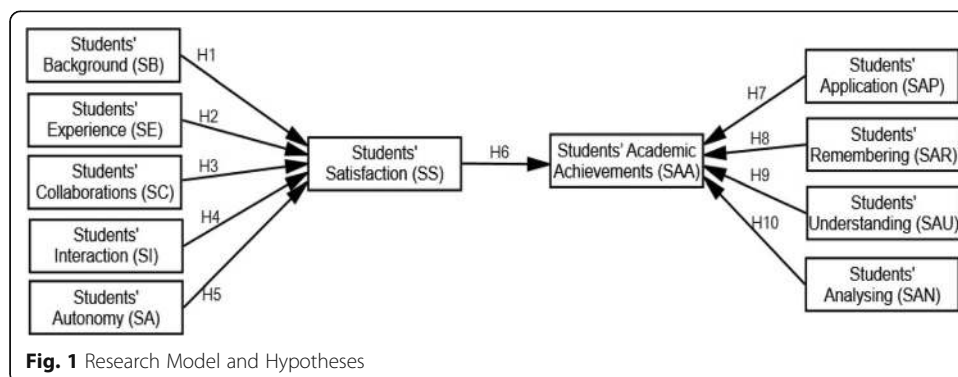 Students'
Background (SB)
H1
Students'
Experience (SE)
H2
Students'
Collaborations (SC)
H3
Students'
Interaction (SI)
H4
Students'
Autonomy (SA)
H5
Students'
Satisfaction (SS)
H6
Students' Academic
Achievements (SAA)
H7
Students'
Application (SAP)
H8
Students'
Remembering (SAR)
H9
Students'
Understanding (SAU)
H10
Students'
Analysing (SAN)
Fig. 1 Research Model and Hypotheses